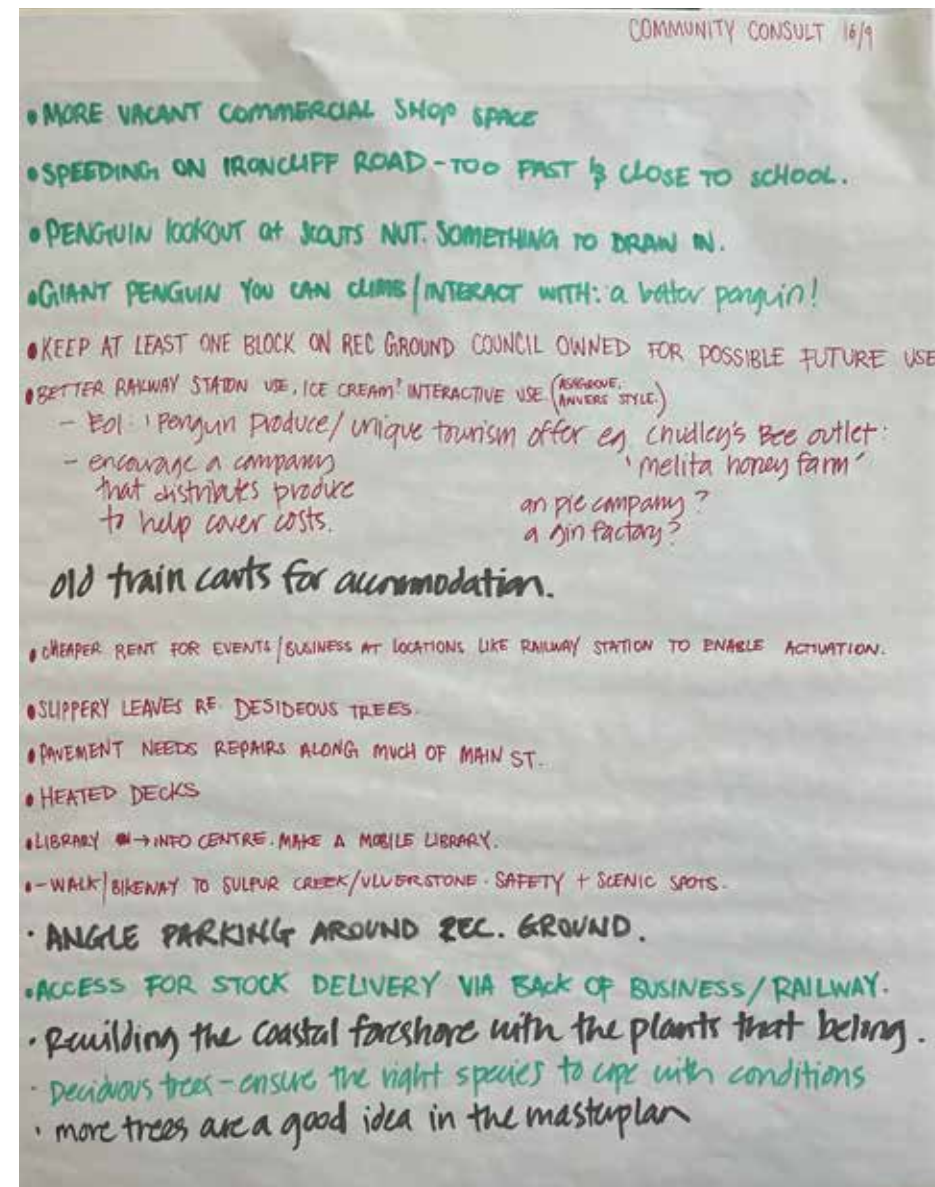 COMMUNITY CONSULT 16/9
• MORE VACANT COMMERCIAL SHOP SPACE
• SPEEDING ON IRONCLIFF ROAD - TOO FAST & CLOSE TO SCHOOL.
• PENGUIN lOOKOUT at SCOUTS NUT. SOMETHING TO DRAW IN.
• GIANT PENGUIN YOU CAN CLIMB/INTERACT WITH: a better penguin!
• KEEP AT LEAST ONE BLOCK ON REC GROUND COUNCIL OWNED FOR POSSIBLE FUTURE USE
• BETTER RAILWAY STATON USE, ICE CREAM? INTERACTIVE USE (ASHGROVE, ANVERS STYLE.)
- EOI: 'Penguin Produce/unique tourism offer eg chudley's Bee outlet:
- encourage a company 'melita honey farm'
that distributes produce an pie company?
to help cover costs. a gin factory?
old train carts for accommodation.
• CHEAPER RENT FOR EVENTS/BUSINESS AT LOCATIONS LIKE RAILWAY STATION TO ENABLE ACTIVATION.
• SLIPPERY LEAVES RE. DESIDEOUS TREES.
• PAVEMENT NEEDS REPAIRS ALONG MUCH OF MAIN ST.
• HEATED DECKS
• LIBRARY → INFO CENTRE. MAKE A MOBILE LIBRARY.
• - WALK/BIKEWAY TO SULPUR CREEK/ULVERSTONE. SAFETY + SCENIC SPOTS.
• ANGLE PARKING AROUND REC. GROUND.
• ACCESS FOR STOCK DELIVERY VIA BACK OF BUSINESS/RAILWAY.
• Rewilding the coastal foreshore with the plants that belong.
• Deciduous trees - ensure the right species to cope with conditions
• more trees are a good idea in the masterplan